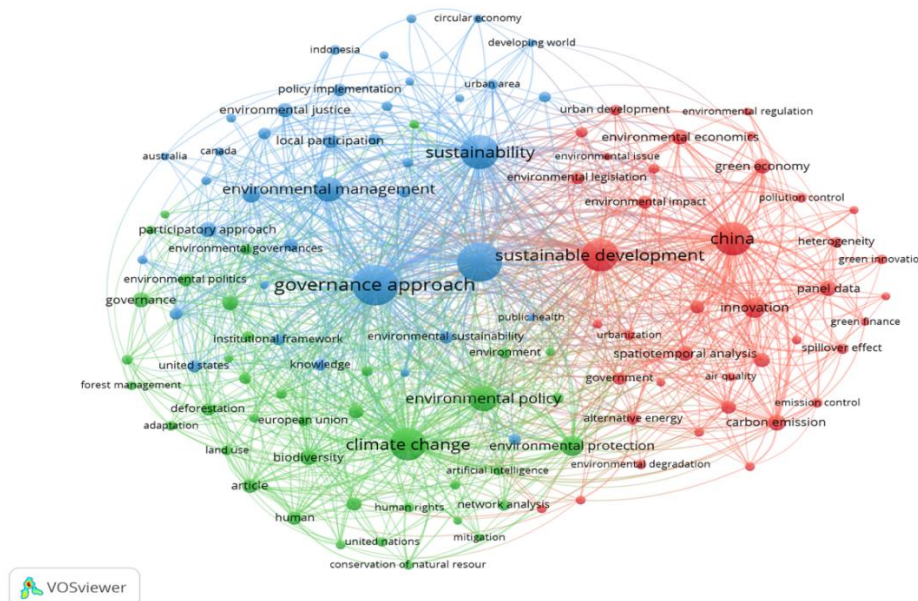 circular economy
developing world
indonesia
urban area
policy implementation
environmental justice
urban development
environmental regulation
local participation
environmental economics
canada
australia
sustainability
environmental issue
green economy
environmental legislation
environmental management
pollution control
environmental impact
participatory approach
china
heterogeneity
environmental governances
sustainable development
green innovation
environmental politics
governance approach
panel data
governance
innovation
public health
green finance
institutional framework
environmental sustainability
urbanization
spillover effect
environment
spatiotemporal analysis
united states
knowledge
government
air quality
forest management
environmental policy
emission control
deforestation
european union
alternative energy
carbon emission
adaptation
climate change
environmental protection
land use
biodiversity
environmental degradation
artificial intelligence
article
human rights
network analysis
human
united nations
mitigation
conservation of natural resour
VOSviewer